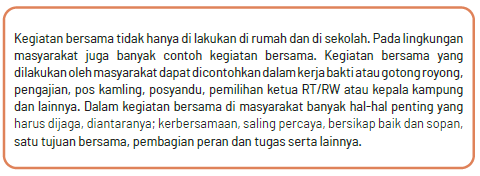 Kegiatan bersama tidak hanya di lakukan di rumah dan di sekolah. Pada lingkungan
masyarakat juga banyak contoh kegiatan bersama. Kegiatan bersama yang
dilakukan oleh masyarakat dapat dicontohkan dalam kerja bakti atau gotong royong,
pengajian, pos kamling, posyandu, pemilihan ketua RT/RW atau kepala kampung
dan lainnya. Dalam kegiatan bersama di masyarakat banyak hal-hal penting yang
harus dijaga, diantaranya; kerbersamaan, saling percaya, bersikap baik dan sopan,
satu tujuan bersama, pembagian peran dan tugas serta lainnya.